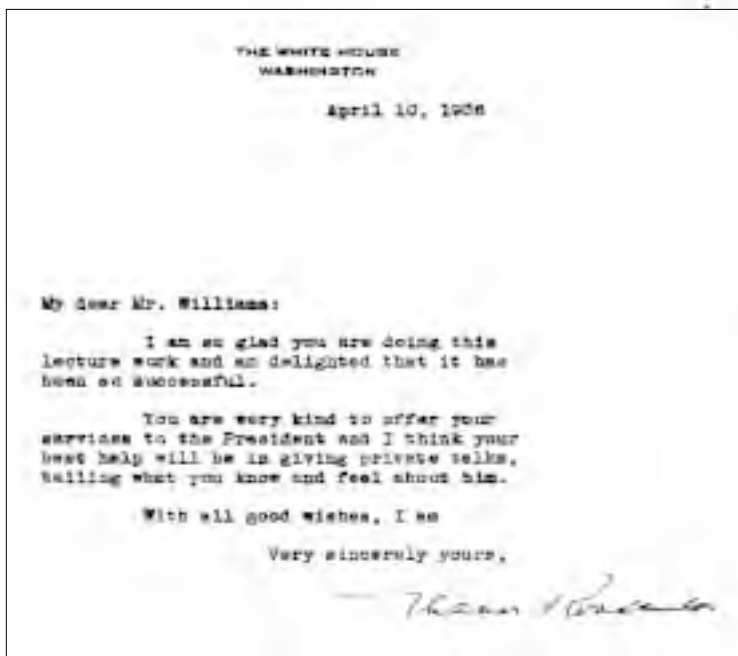 THE WHITE HOUSE
WASHINGTON
April 10, 1936
My dear Mr. Williams:
I am so glad you are doing this
lecture work and am delighted that it has
been so successful.
You are very kind to offer your
services to the President and I think your
best help will be in giving private talks,
telling what you know and feel about him.
With all good wishes, I am
Very sincerely yours,